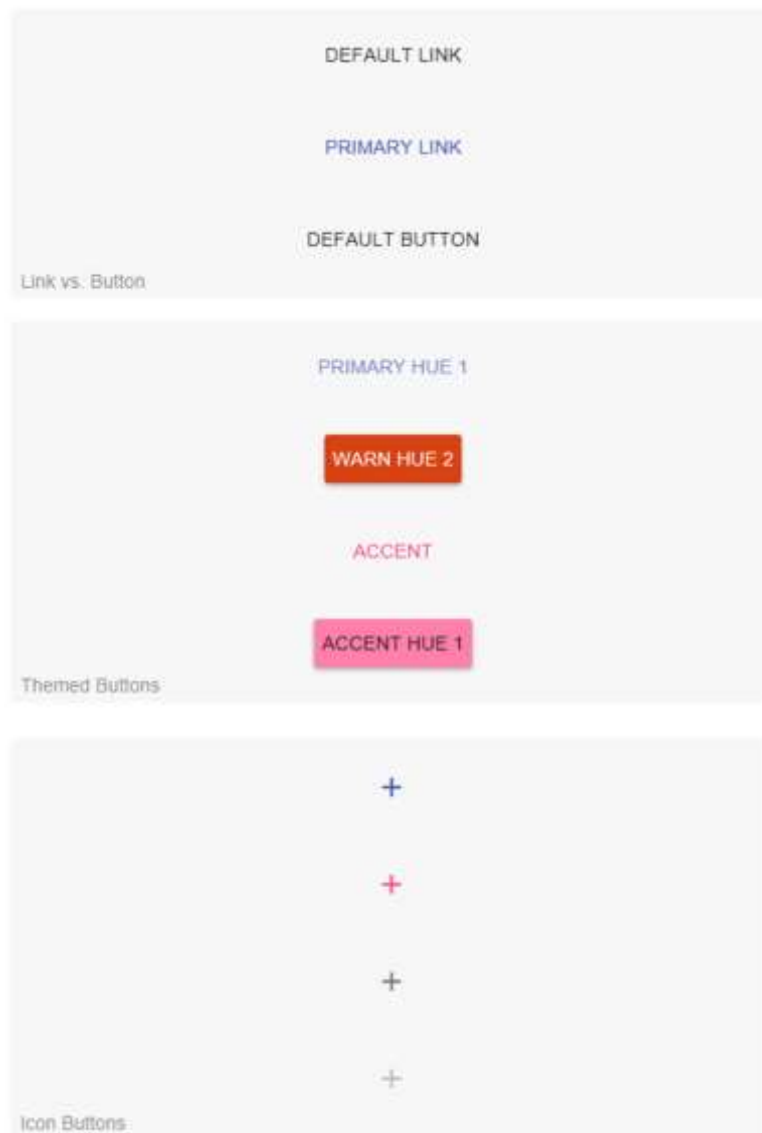 DEFAULT LINK
PRIMARY LINK
DEFAULT BUTTON
Link vs. Button
PRIMARY HUE 1
WARN HUE 2
ACCENT
ACCENT HUE 1
Themed Buttons
Icon Buttons